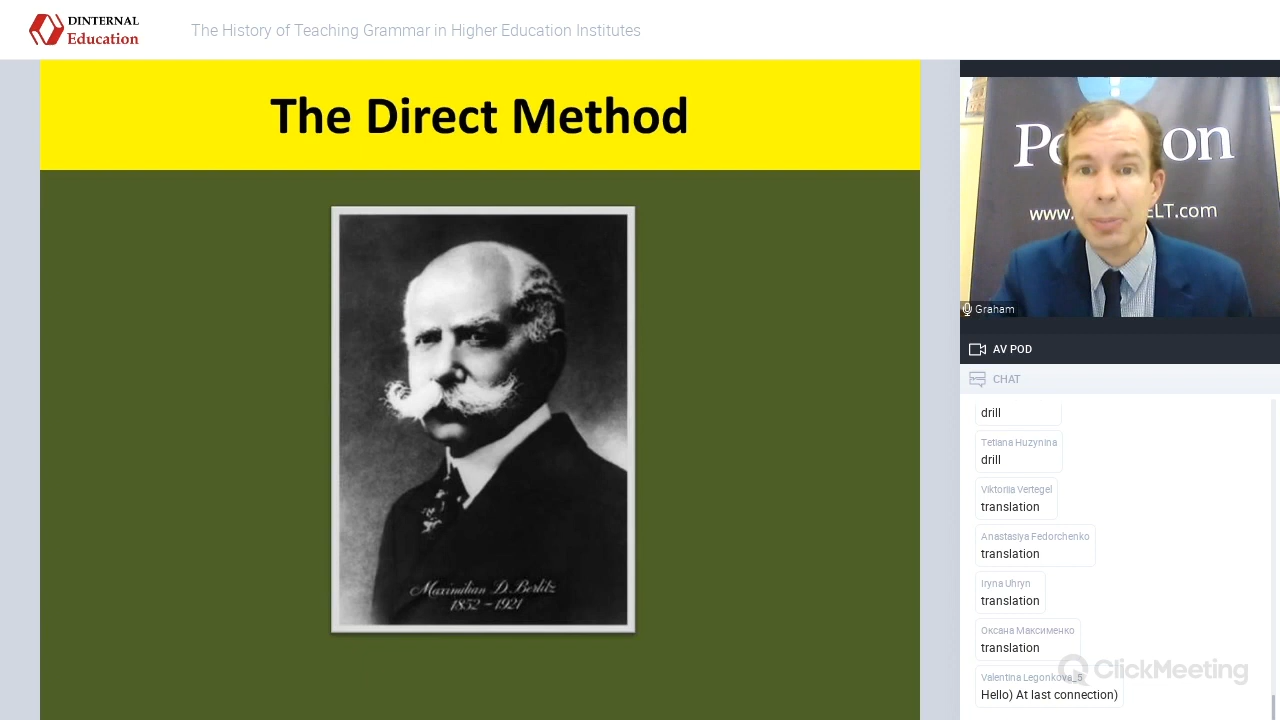 DINTERNAL
Education
The History of Teaching Grammar in Higher Education Institutes
The Direct Method
Maximilian D. Berlitz
1852 – 1921
www.
ELT.com
Graham
AV POD
CHAT
drill
Tetiana Huzynina
drill
Viktoriia Vertegel
translation
Anastasiya Fedorchenko
translation
Iryna Uhryn
translation
Оксана Максименко
translation
Valentina Legonkova_5
Hello) At last connection)
ClickMeeting